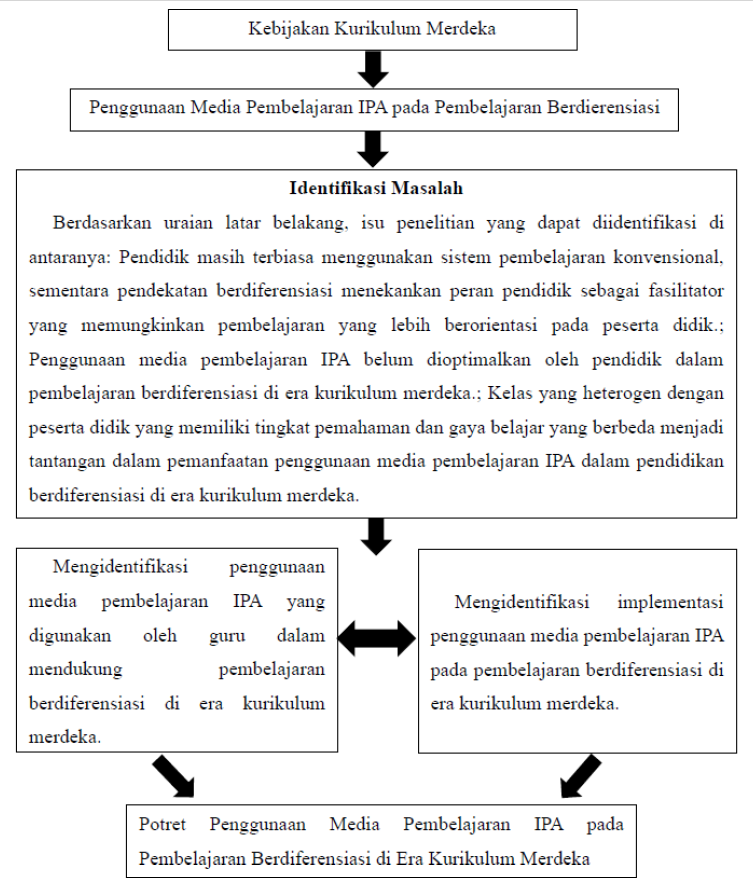 Kebijakan Kurikulum Merdeka
Penggunaan Media Pembelajaran IPA pada Pembelajaran Berdierensiasi
Identifikasi Masalah
Berdasarkan uraian latar belakang, isu penelitian yang dapat diidentifikasi di
antaranya: Pendidik masih terbiasa menggunakan sistem pembelajaran konvensional,
sementara pendekatan berdiferensiasi menekankan peran pendidik sebagai fasilitator
yang memungkinkan pembelajaran yang lebih berorientasi pada peserta didik.;
Penggunaan media pembelajaran IPA belum dioptimalkan oleh pendidik dalam
pembelajaran berdiferensiasi di era kurikulum merdeka.; Kelas yang heterogen dengan
peserta didik yang memiliki tingkat pemahaman dan gaya belajar yang berbeda menjadi
tantangan dalam pemanfaatan penggunaan media pembelajaran IPA dalam pendidikan
berdiferensiasi di era kurikulum merdeka.
Mengidentifikasi penggunaan
media pembelajaran IPA yang
digunakan oleh guru dalam
mendukung pembelajaran
berdiferensiasi di era kurikulum
merdeka.
Mengidentifikasi implementasi
penggunaan media pembelajaran IPA
pada pembelajaran berdiferensiasi di
era kurikulum merdeka.
Potret Penggunaan Media Pembelajaran IPA pada
Pembelajaran Berdiferensiasi di Era Kurikulum Merdeka